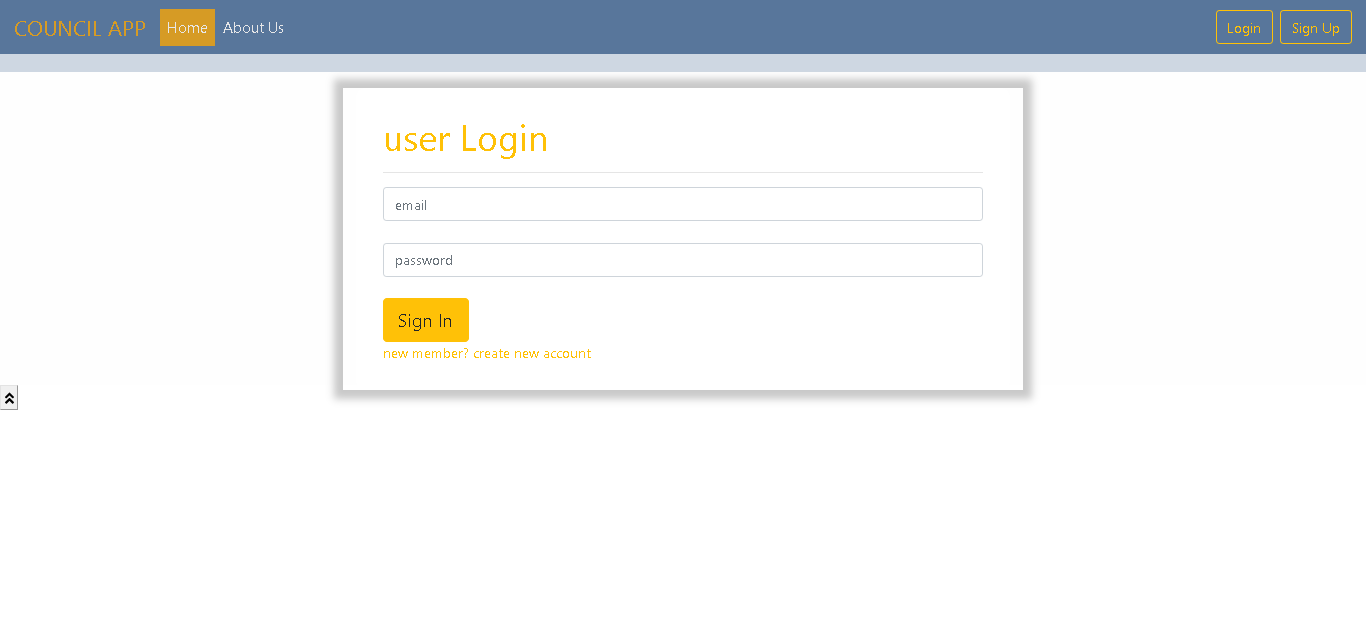 COUNCIL APP Home About Us Login Sign Up
user Login
email
password
Sign In
new member? create new account